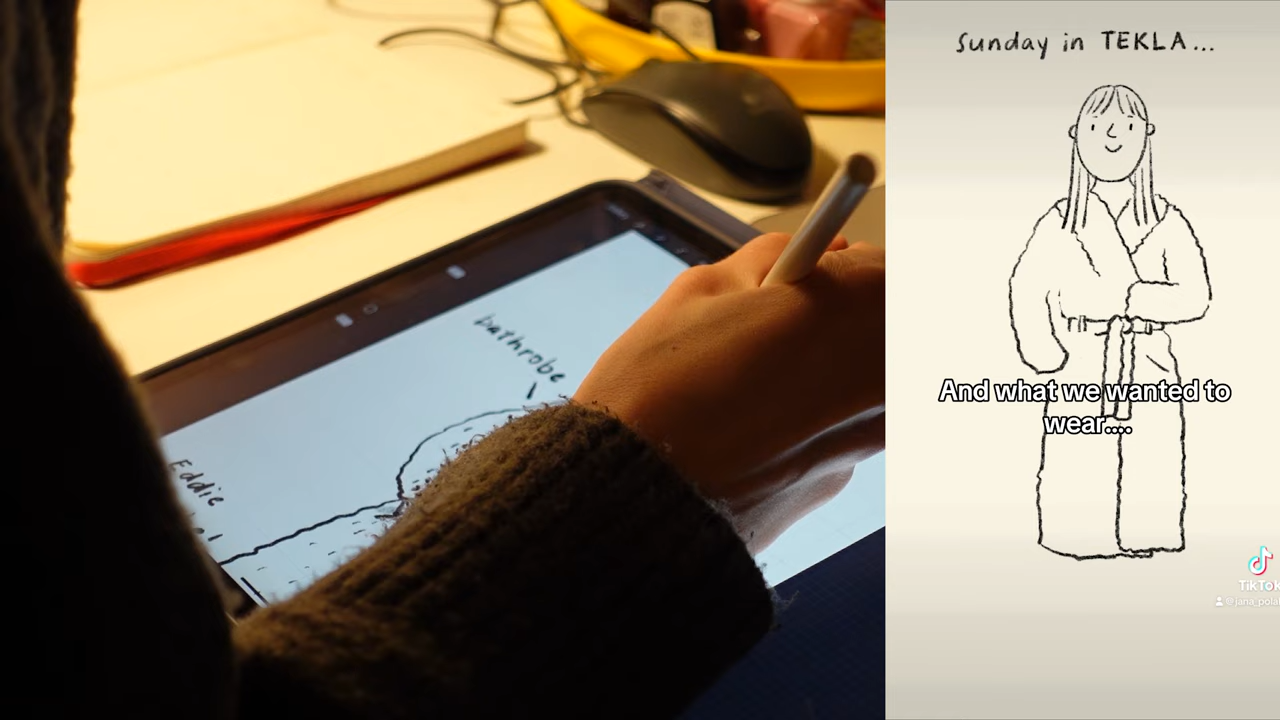 bathrobe
Eddie
Sunday in TEKLA...
And what we wanted to
wear....
TikTok